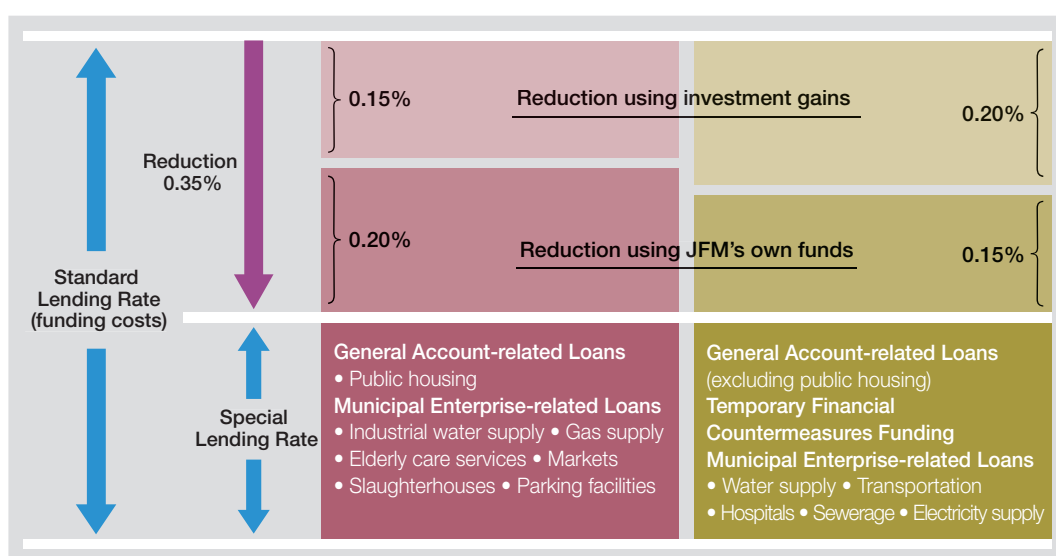 0.15%
Reduction using investment gains
0.20%
Reduction
0.35%
0.20%
Reduction using JFM's own funds
0.15%
Standard
Lending Rate
(funding costs)
Special
Lending Rate
General Account-related Loans
• Public housing
Municipal Enterprise-related Loans
• Industrial water supply • Gas supply
• Elderly care services • Markets
• Slaughterhouses • Parking facilities
General Account-related Loans
(excluding public housing)
Temporary Financial
Countermeasures Funding
Municipal Enterprise-related Loans
• Water supply • Transportation
• Hospitals • Sewerage • Electricity supply